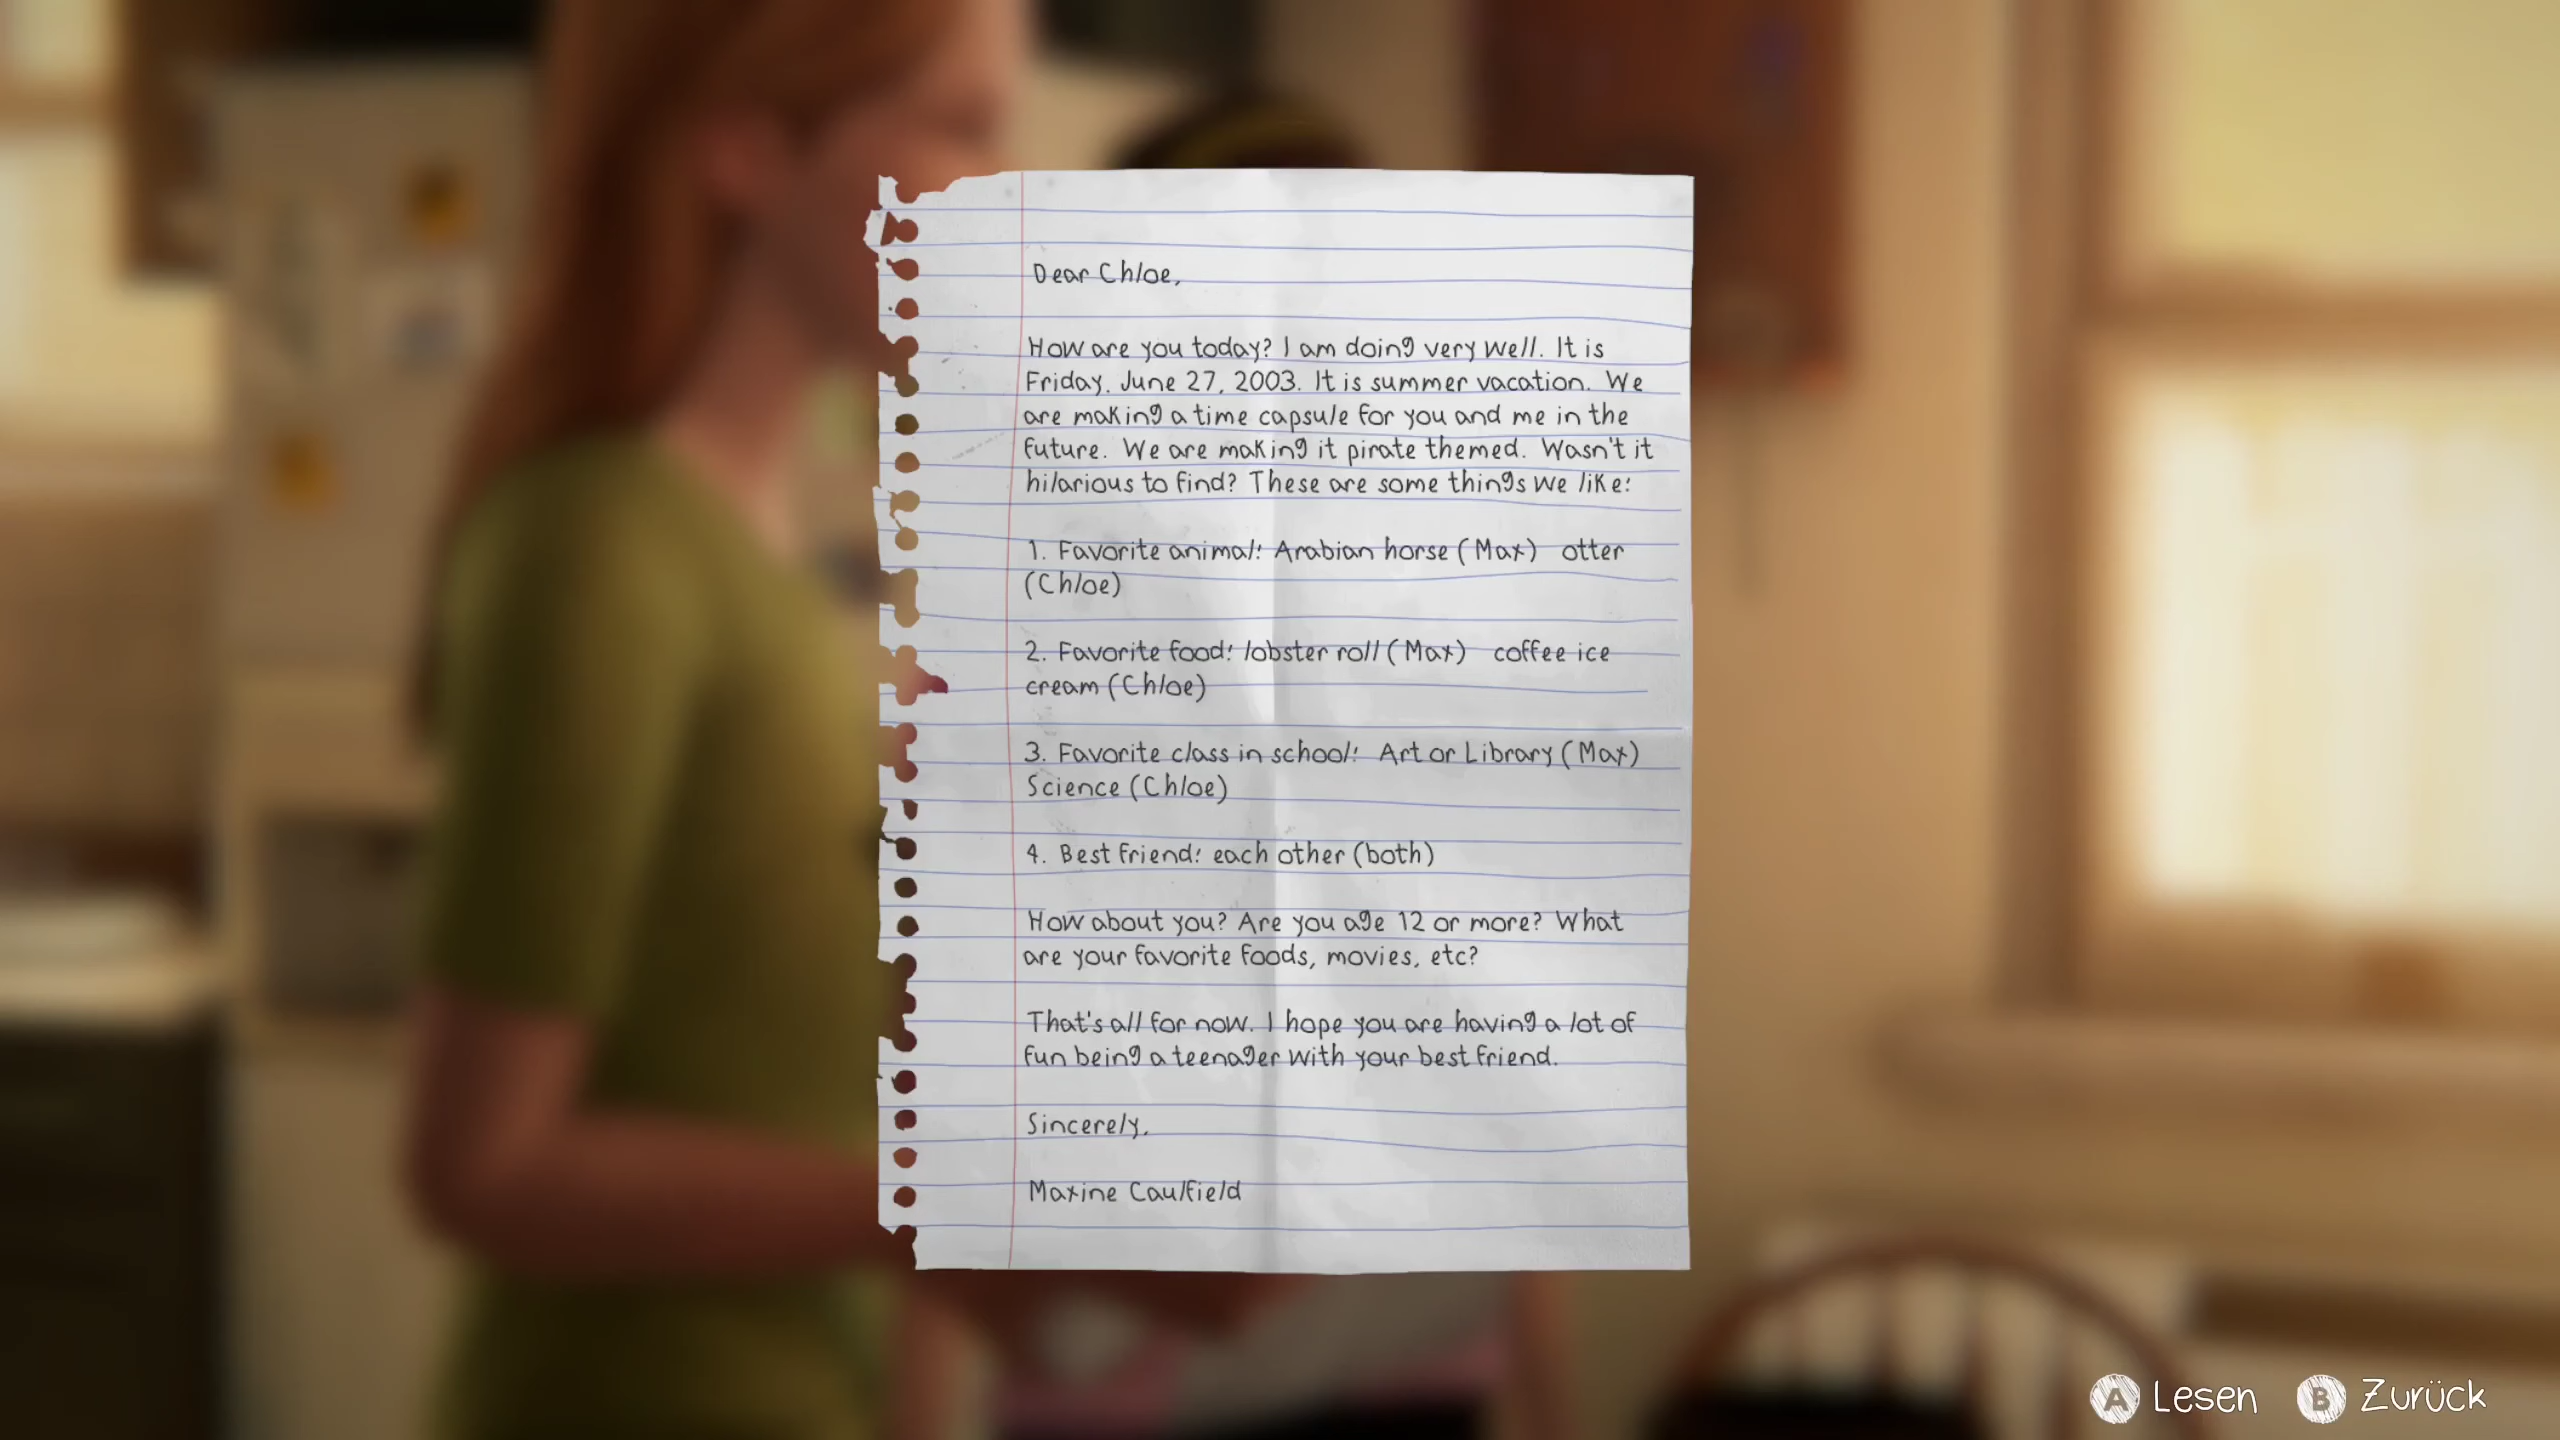 Dear Chloe,
How are you today? I am doing very well. It is
Friday, June 27, 2003. It is summer vacation. We
are making a time capsule for you and me in the
future. We are making it pirate themed. Wasn't it
hilarious to find? These are some things we like:
1. Favorite animal: Arabian horse (Max) otter
(Chloe)
2. Favorite food: lobster roll (Max) coffee ice
cream (Chloe)
3. Favorite class in school: Art or Library (Max)
Science (Chloe)
4. Best friend: each other (both)
How about you? Are you age 12 or more? What
are your favorite foods, movies, etc?
That's all for now. I hope you are having a lot of
fun being a teenager with your best friend.
Sincerely,
Maxine Caulfield
A Lesen B Zurück